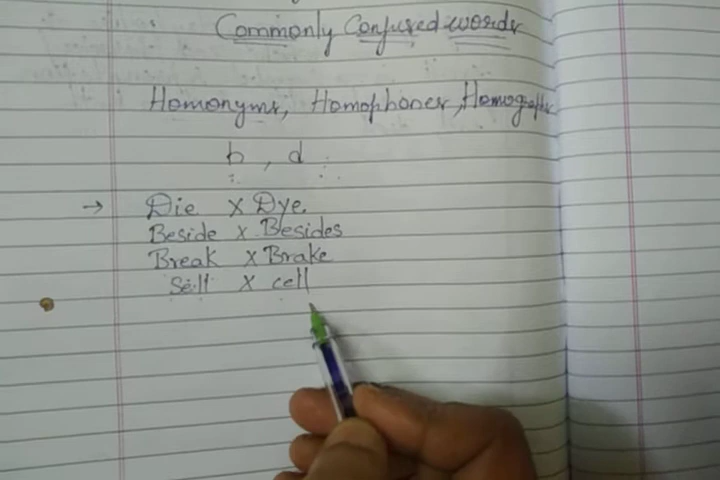 Commonly Confused words
Homonyms, Homophones, Homographs
b, d
→ Die x Dye.
Beside x Besides
Break x Brake
Sell x cell